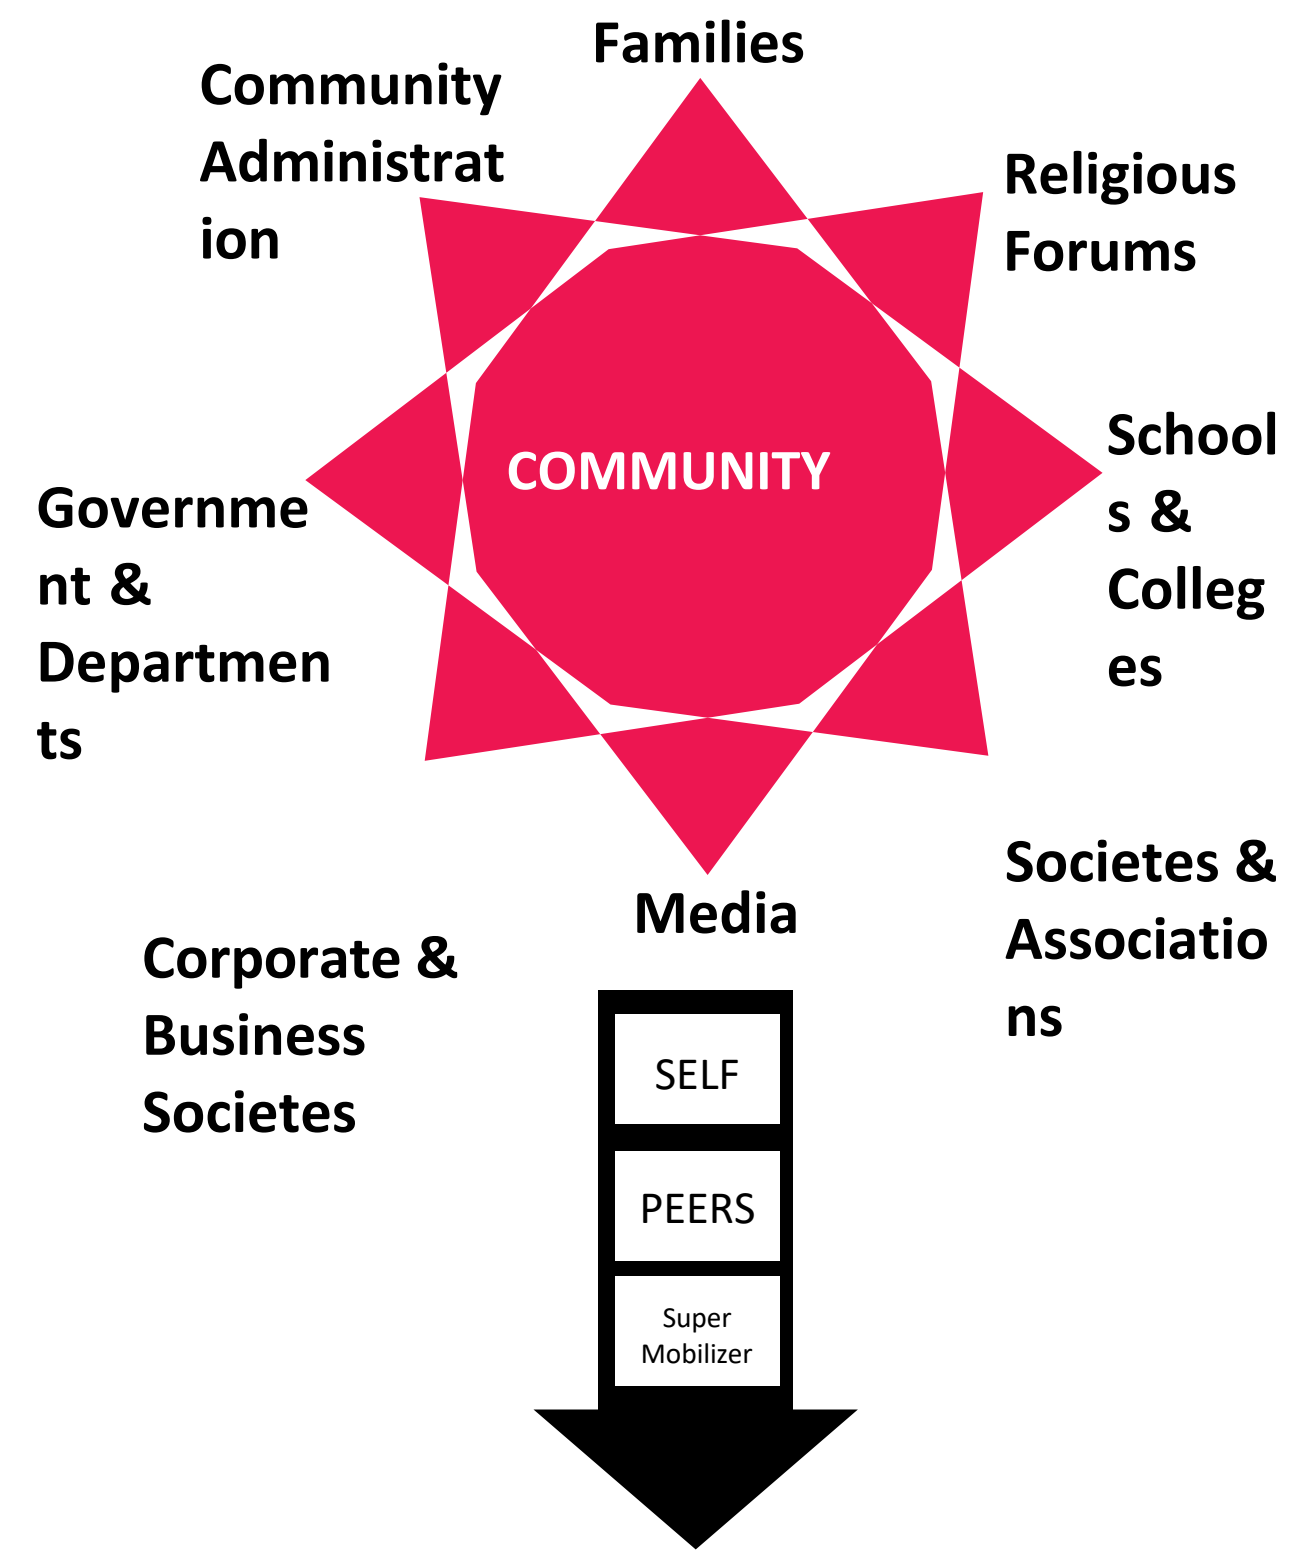 Families
Community
Administrat
ion
Religious
Forums
School
s &
Colleg
es
COMMUNITY
Governme
nt &
Departmen
ts
Societes &
Associatio
ns
Media
Corporate &
Business
Societes
SELF
PEERS
Super
Mobilizer